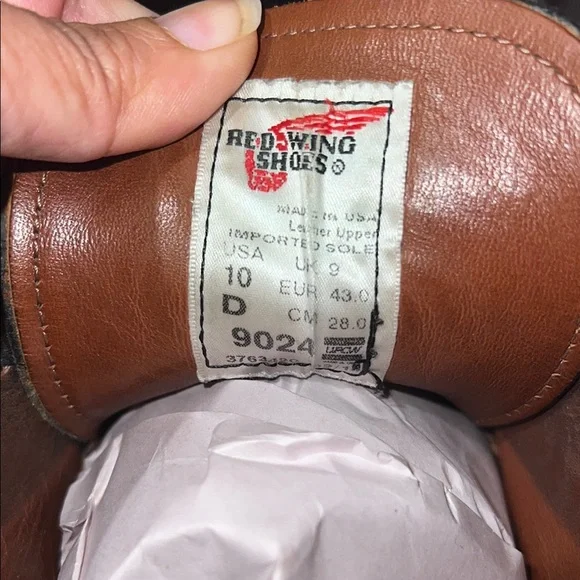 RED WING
SHOES®
MADE IN USA
Leather Upper
IMPORTED SOLE
USA UK 9
10 EUR 43.0
D CM 28.0
9024 UFCW